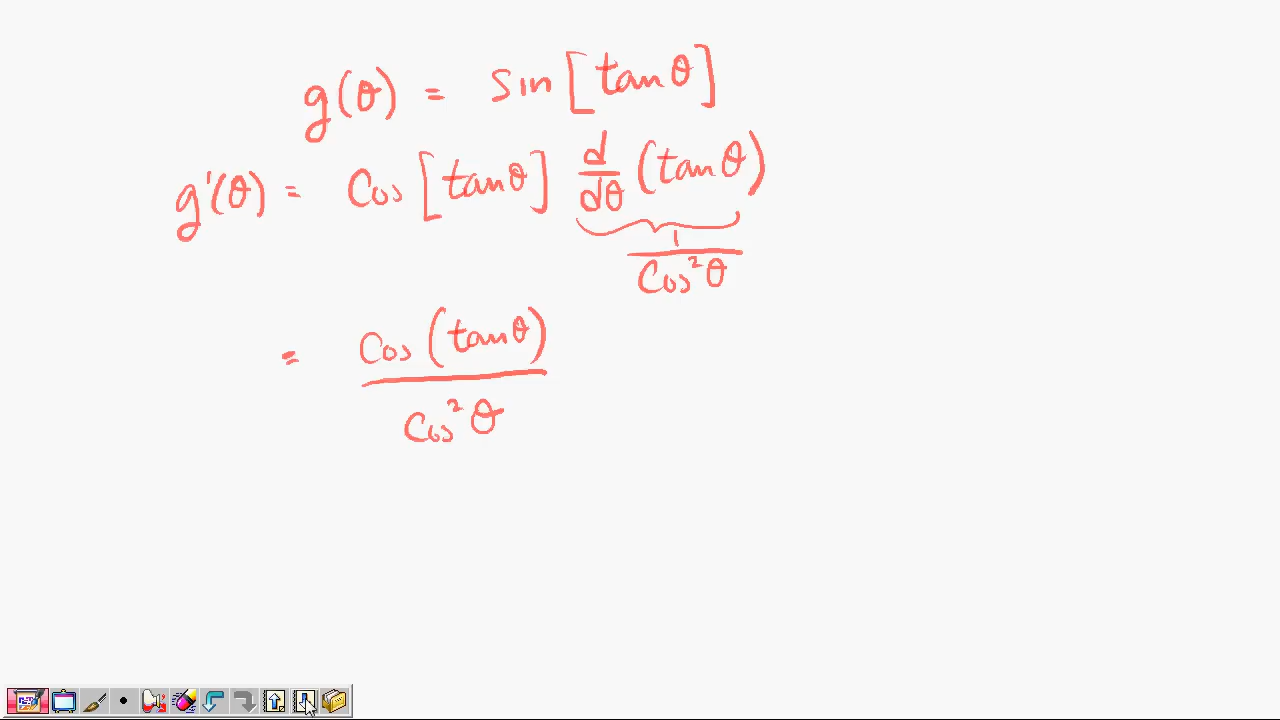 g(θ) = sin [tanθ]
g'(θ) = Cos [tanθ] d/dθ (tanθ)
1/Cos²θ
= Cos (tanθ)/Cos²θ